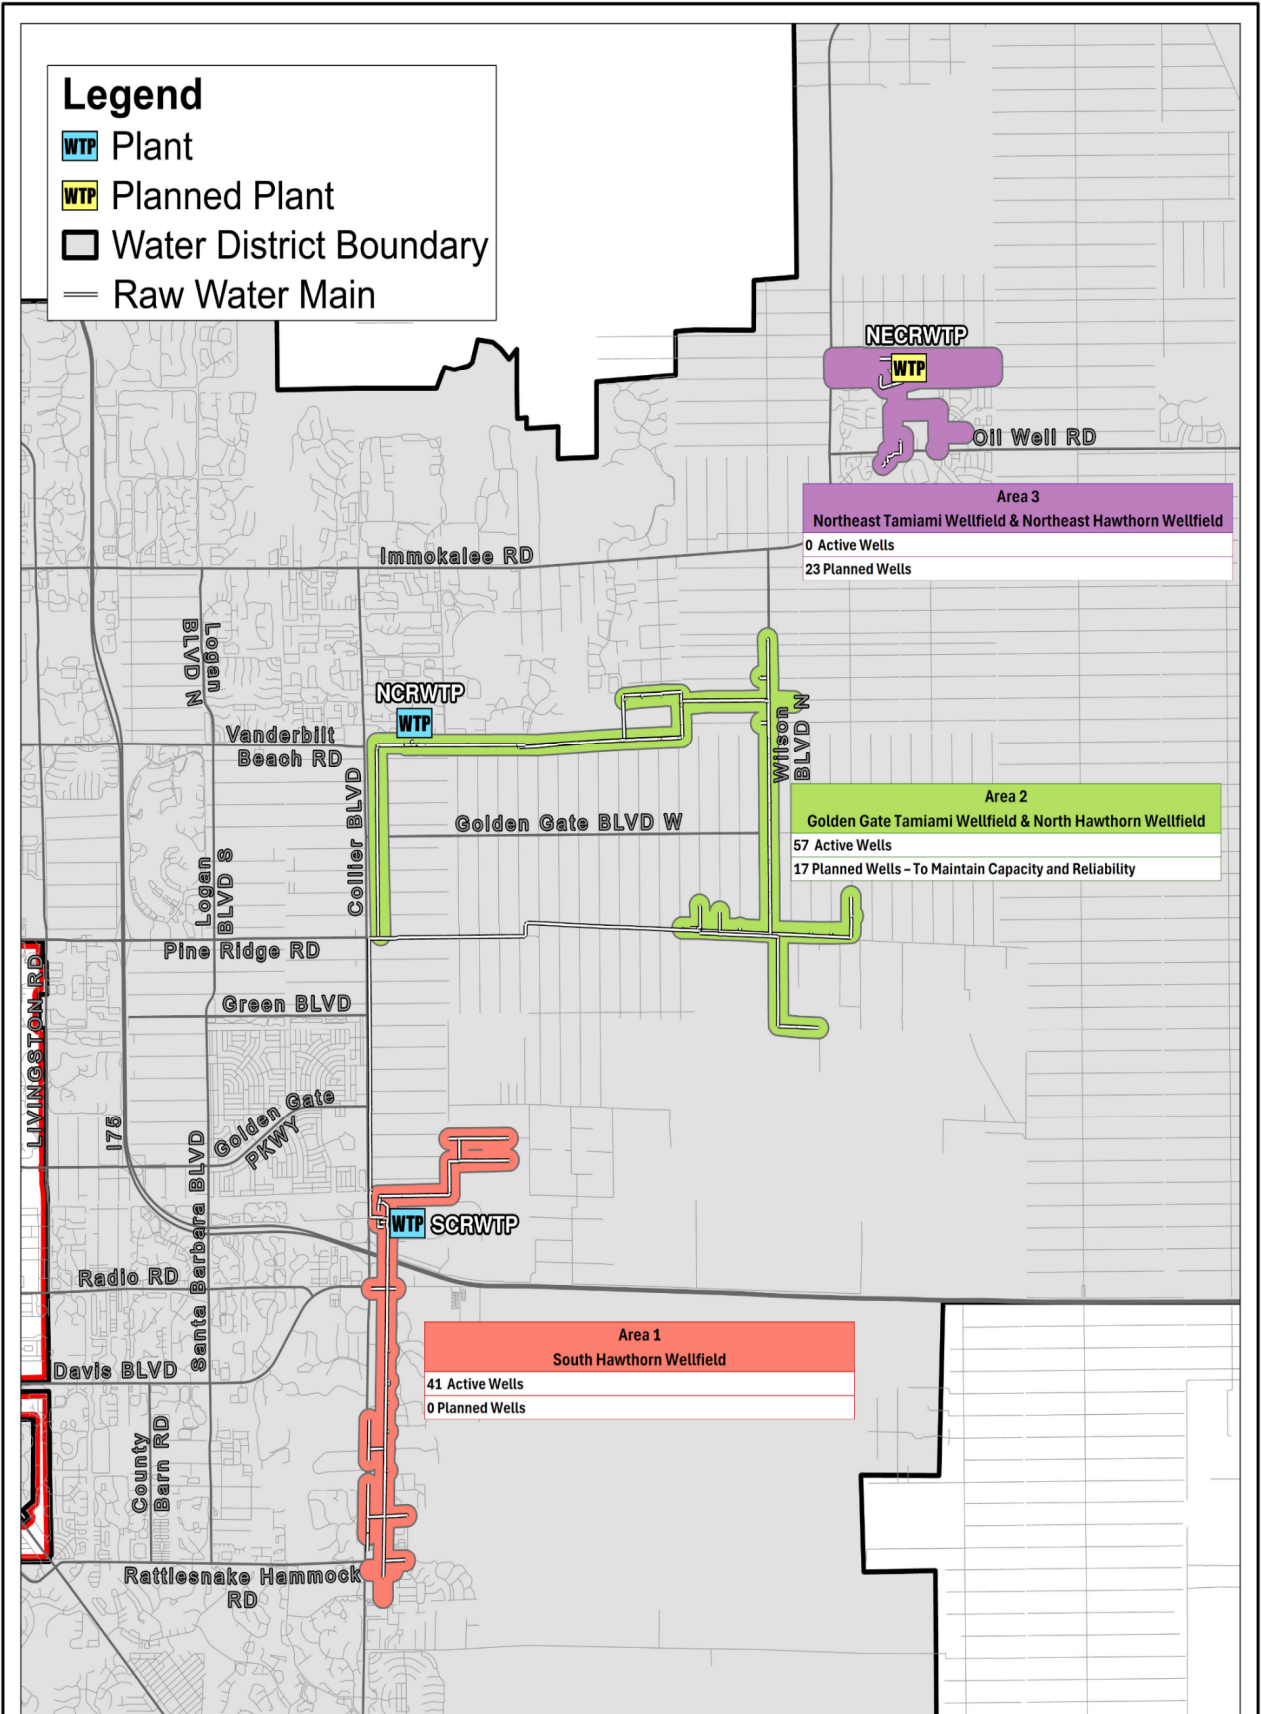 Legend
WTP Plant
WTP Planned Plant
Water District Boundary
Raw Water Main
NECRWTP
WTP
Oil Well RD
Area 3
Northeast Tamiami Wellfield & Northeast Hawthorn Wellfield
0 Active Wells
23 Planned Wells
Immokalee RD
Logan
BLVD N
NCRWTP
WTP
Vanderbilt
Beach RD
Wilson
BLVD N
Collier BLVD
Golden Gate BLVD W
Area 2
Golden Gate Tamiami Wellfield & North Hawthorn Wellfield
57 Active Wells
17 Planned Wells – To Maintain Capacity and Reliability
Logan
BLVD S
Pine Ridge RD
LIVINGSTON RD
Green BLVD
I75
Golden Gate
PKWY
Santa Barbara BLVD
WTP SCRWTP
Radio RD
Area 1
South Hawthorn Wellfield
41 Active Wells
0 Planned Wells
Davis BLVD
County
Barn RD
Rattlesnake Hammock
RD